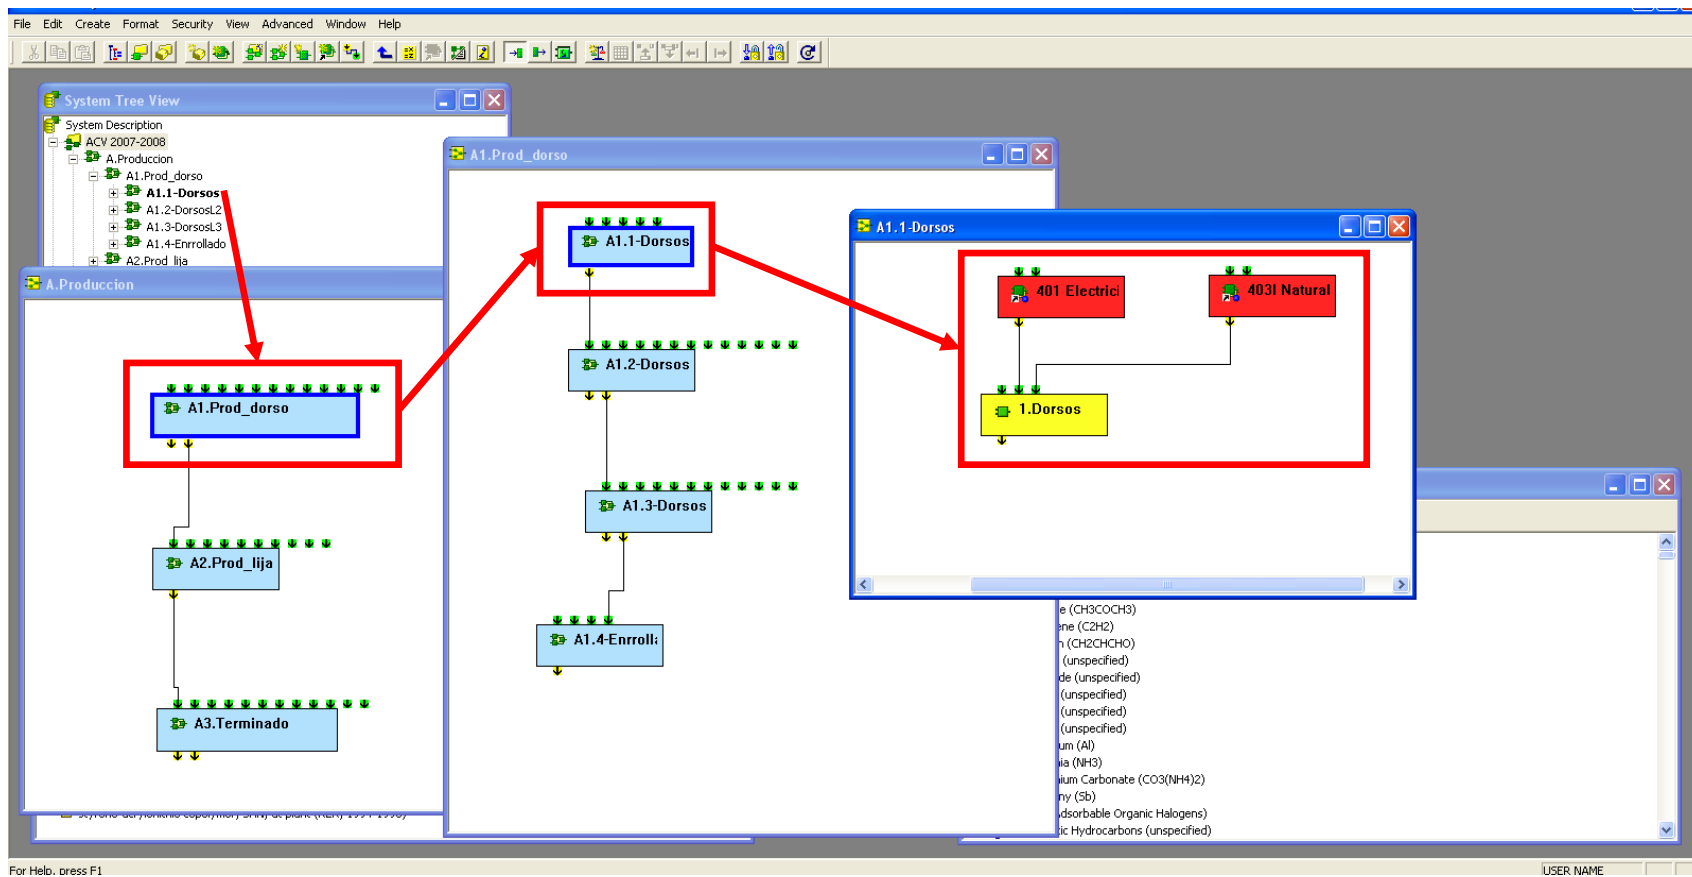 File Edit Create Format Security View Advanced Window Help
System Tree View
System Description
ACV 2007-2008
A.Produccion
A1.Prod_dorso
A1.1-Dorsos
A1.2-DorsosL2
A1.3-DorsosL3
A1.4-Enrrollado
A2.Prod_lija
A.Produccion
A1.Prod_dorso
A2.Prod_lija
A3.Terminado
A1.Prod_dorso
A1.1-Dorsos
A1.2-Dorsos
A1.3-Dorsos
A1.4-Enrroll
A1.1-Dorsos
401 Electrici
403I Natural
1.Dorsos
e (CH3COCH3)
ene (C2H2)
n (CH2CHCHO)
(unspecified)
de (unspecified)
(unspecified)
(unspecified)
(unspecified)
um (Al)
ia (NH3)
ium Carbonate (CO3(NH4)2)
ny (Sb)
dsorbable Organic Halogens)
ic Hydrocarbons (unspecified)
For Help, press F1
USER NAME